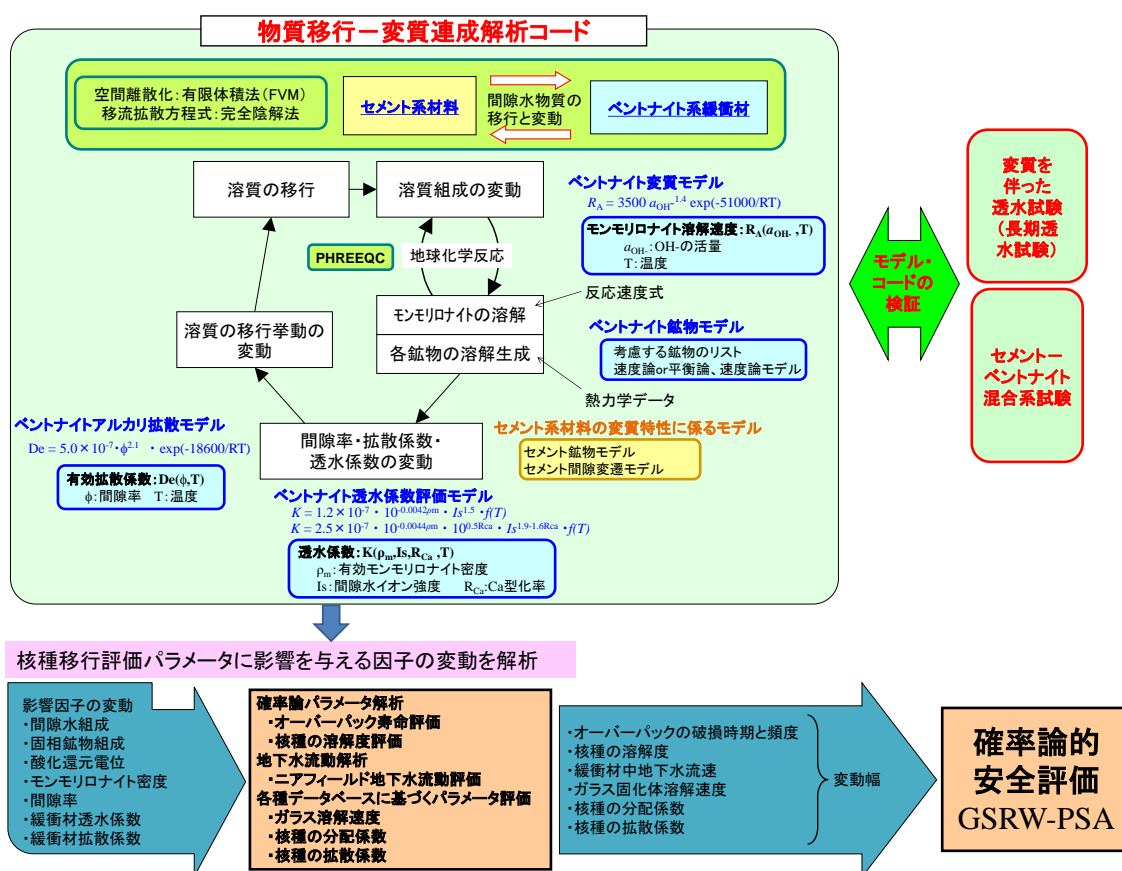 物質移行－変質連成解析コード
空間離散化：有限体積法（FVM）
移流拡散方程式：完全陰解法
セメント系材料
間隙水物質の
移行と変動
ベントナイト系緩衝材
溶質の移行
溶質組成の変動
PHREEQC
地球化学反応
モンモリロナイトの溶解
各鉱物の溶解生成
溶質の移行挙動の
変動
間隙率・拡散係数・
透水係数の変動
ベントナイト変質モデル
R_A = 3500 a_OH-^1.4 exp(-51000/RT)
モンモリロナイト溶解速度：R_A(a_OH- ,T)
a_OH-：OH-の活量
T：温度
反応速度式
ベントナイト鉱物モデル
考慮する鉱物のリスト
速度論or平衡論、速度論モデル
熱力学データ
セメント系材料の変質特性に係るモデル
セメント鉱物モデル
セメント間隙変遷モデル
ベントナイトアルカリ拡散モデル
De = 5.0×10^-7・ϕ^2.1 ・ exp(-18600/RT)
有効拡散係数：De(ϕ,T)
ϕ：間隙率 T：温度
ベントナイト透水係数評価モデル
K = 1.2×10^-7・10^-0.0042ρm・Is^1.5・f(T)
K = 2.5×10^-7・10^-0.0044ρm・10^0.5Rca・Is^1.9-1.6Rca・f(T)
透水係数：K(ρ_m,Is,R_Ca ,T)
ρ_m：有効モンモリロナイト密度
Is：間隙水イオン強度 R_Ca:Ca型化率
モデル・
コードの
検証
変質を
伴った
透水試験
（長期透
水試験）
セメントー
ベントナイト
混合系試験
核種移行評価パラメータに影響を与える因子の変動を解析
影響因子の変動
・間隙水組成
・固相鉱物組成
・酸化還元電位
・モンモリロナイト密度
・間隙率
・緩衝材透水係数
・緩衝材拡散係数
確率論パラメータ解析
・オーバーパック寿命評価
・核種の溶解度評価
地下水流動解析
・ニアフィールド地下水流動評価
各種データベースに基づくパラメータ評価
・ガラス溶解速度
・核種の分配係数
・核種の拡散係数
・オーバーパックの破損時期と頻度
・核種の溶解度
・緩衝材中地下水流速
・ガラス固化体溶解速度
・核種の分配係数
・核種の拡散係数
変動幅
確率論的
安全評価
GSRW-PSA